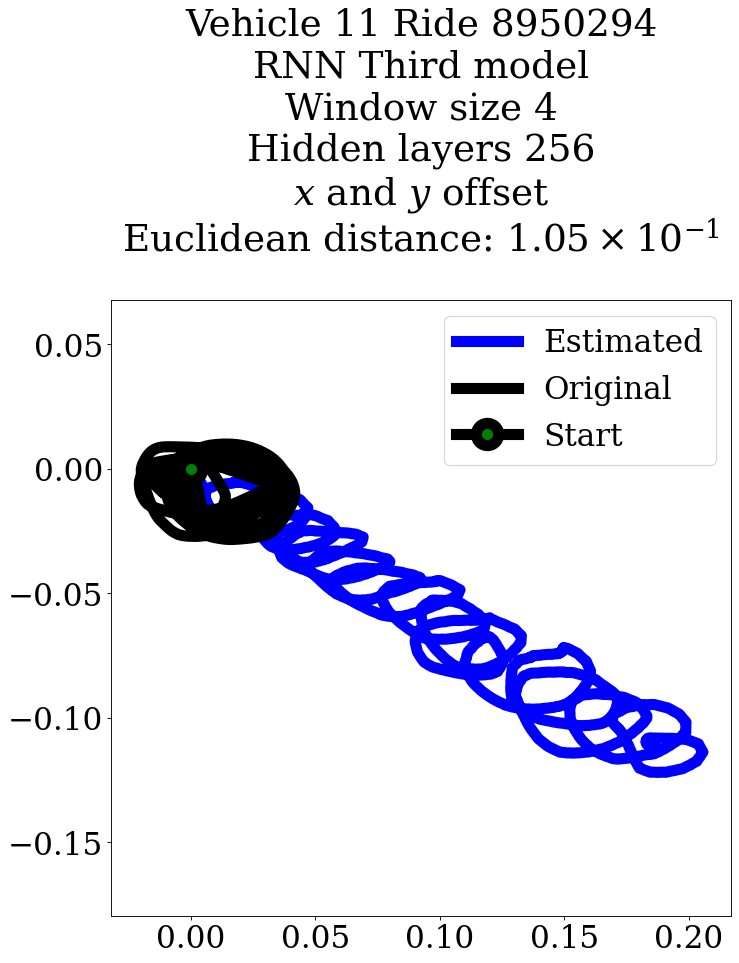 Vehicle 11 Ride 8950294
RNN Third model
Window size 4
Hidden layers 256
x and y offset
Euclidean distance: 1.05 × 10⁻¹
Estimated
Original
Start
0.05
0.00
−0.05
−0.10
−0.15
0.00 0.05 0.10 0.15 0.20